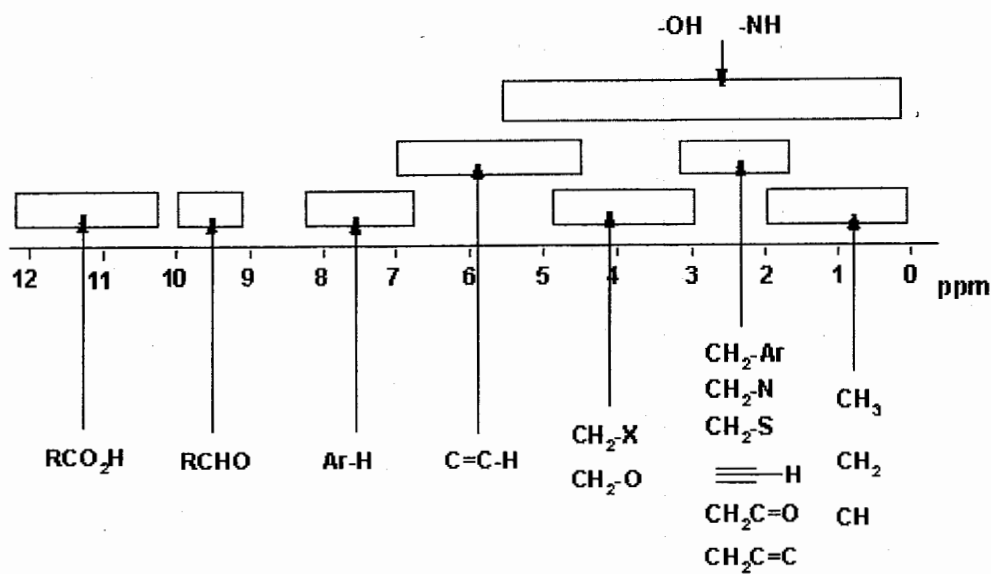 -OH -NH
12 11 10 9 8 7 6 5 4 3 2 1 0 ppm
RCO₂H RCHO Ar-H C=C-H
CH₂-X
CH₂-O
CH₂-Ar
CH₂-N
CH₂-S
≡-H
CH₂C=O
CH₂C=C
CH₃
CH₂
CH